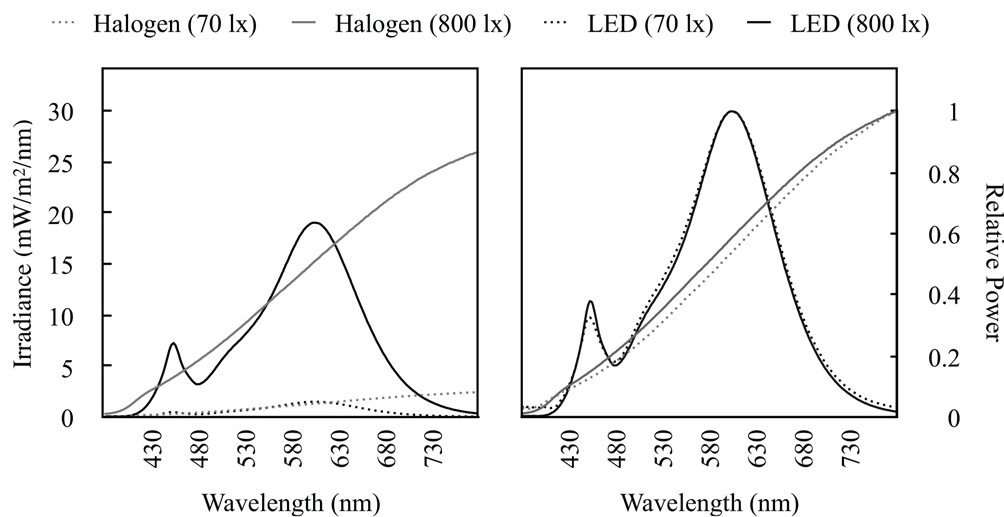 Halogen (70 lx) Halogen (800 lx) LED (70 lx) LED (800 lx)
Irradiance (mW/m²/nm)
30
25
20
15
10
5
0
430 480 530 580 630 680 730
Wavelength (nm)
430 480 530 580 630 680 730
Wavelength (nm)
1
0.8
0.6
0.4
0.2
0
Relative Power